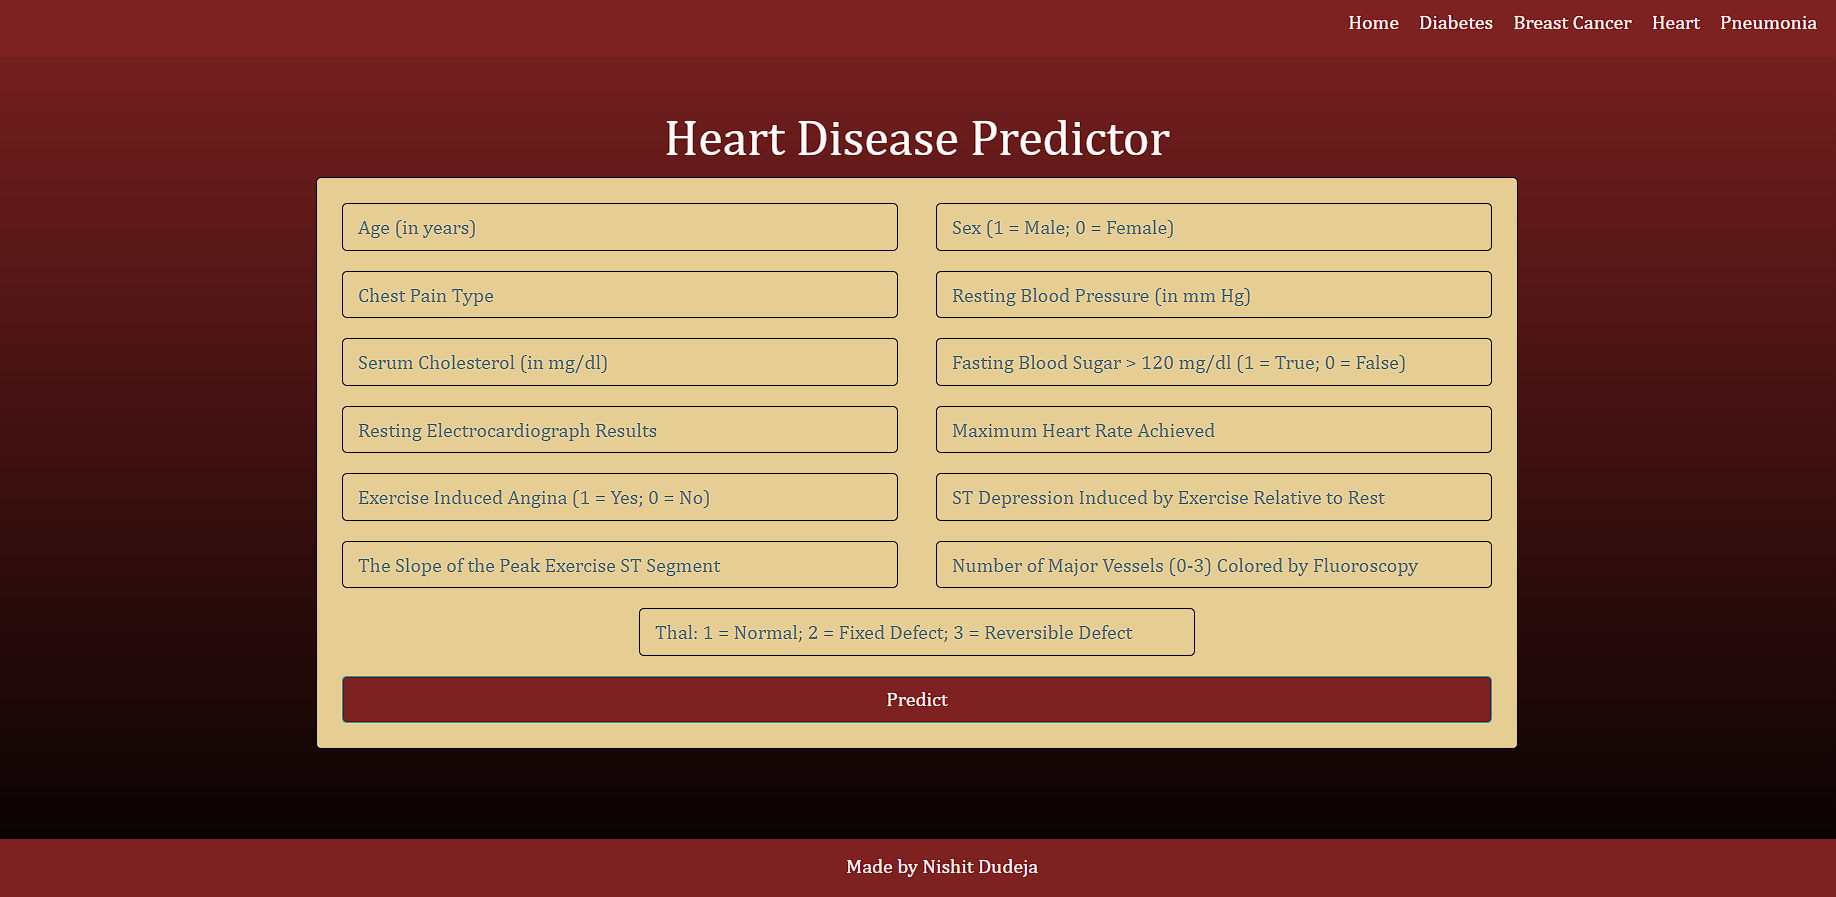 Home Diabetes Breast Cancer Heart Pneumonia
Heart Disease Predictor
Age (in years)
Sex (1 = Male; 0 = Female)
Chest Pain Type
Resting Blood Pressure (in mm Hg)
Serum Cholesterol (in mg/dl)
Fasting Blood Sugar > 120 mg/dl (1 = True; 0 = False)
Resting Electrocardiograph Results
Maximum Heart Rate Achieved
Exercise Induced Angina (1 = Yes; 0 = No)
ST Depression Induced by Exercise Relative to Rest
The Slope of the Peak Exercise ST Segment
Number of Major Vessels (0-3) Colored by Fluoroscopy
Thal: 1 = Normal; 2 = Fixed Defect; 3 = Reversible Defect
Predict
Made by Nishit Dudeja